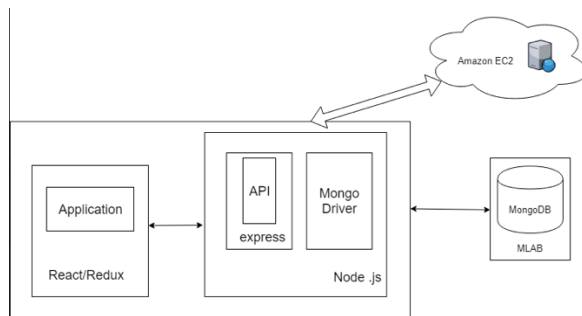 Amazon EC2
API
Mongo
Driver
express
Application
React/Redux
Node .js
MongoDB
MLAB